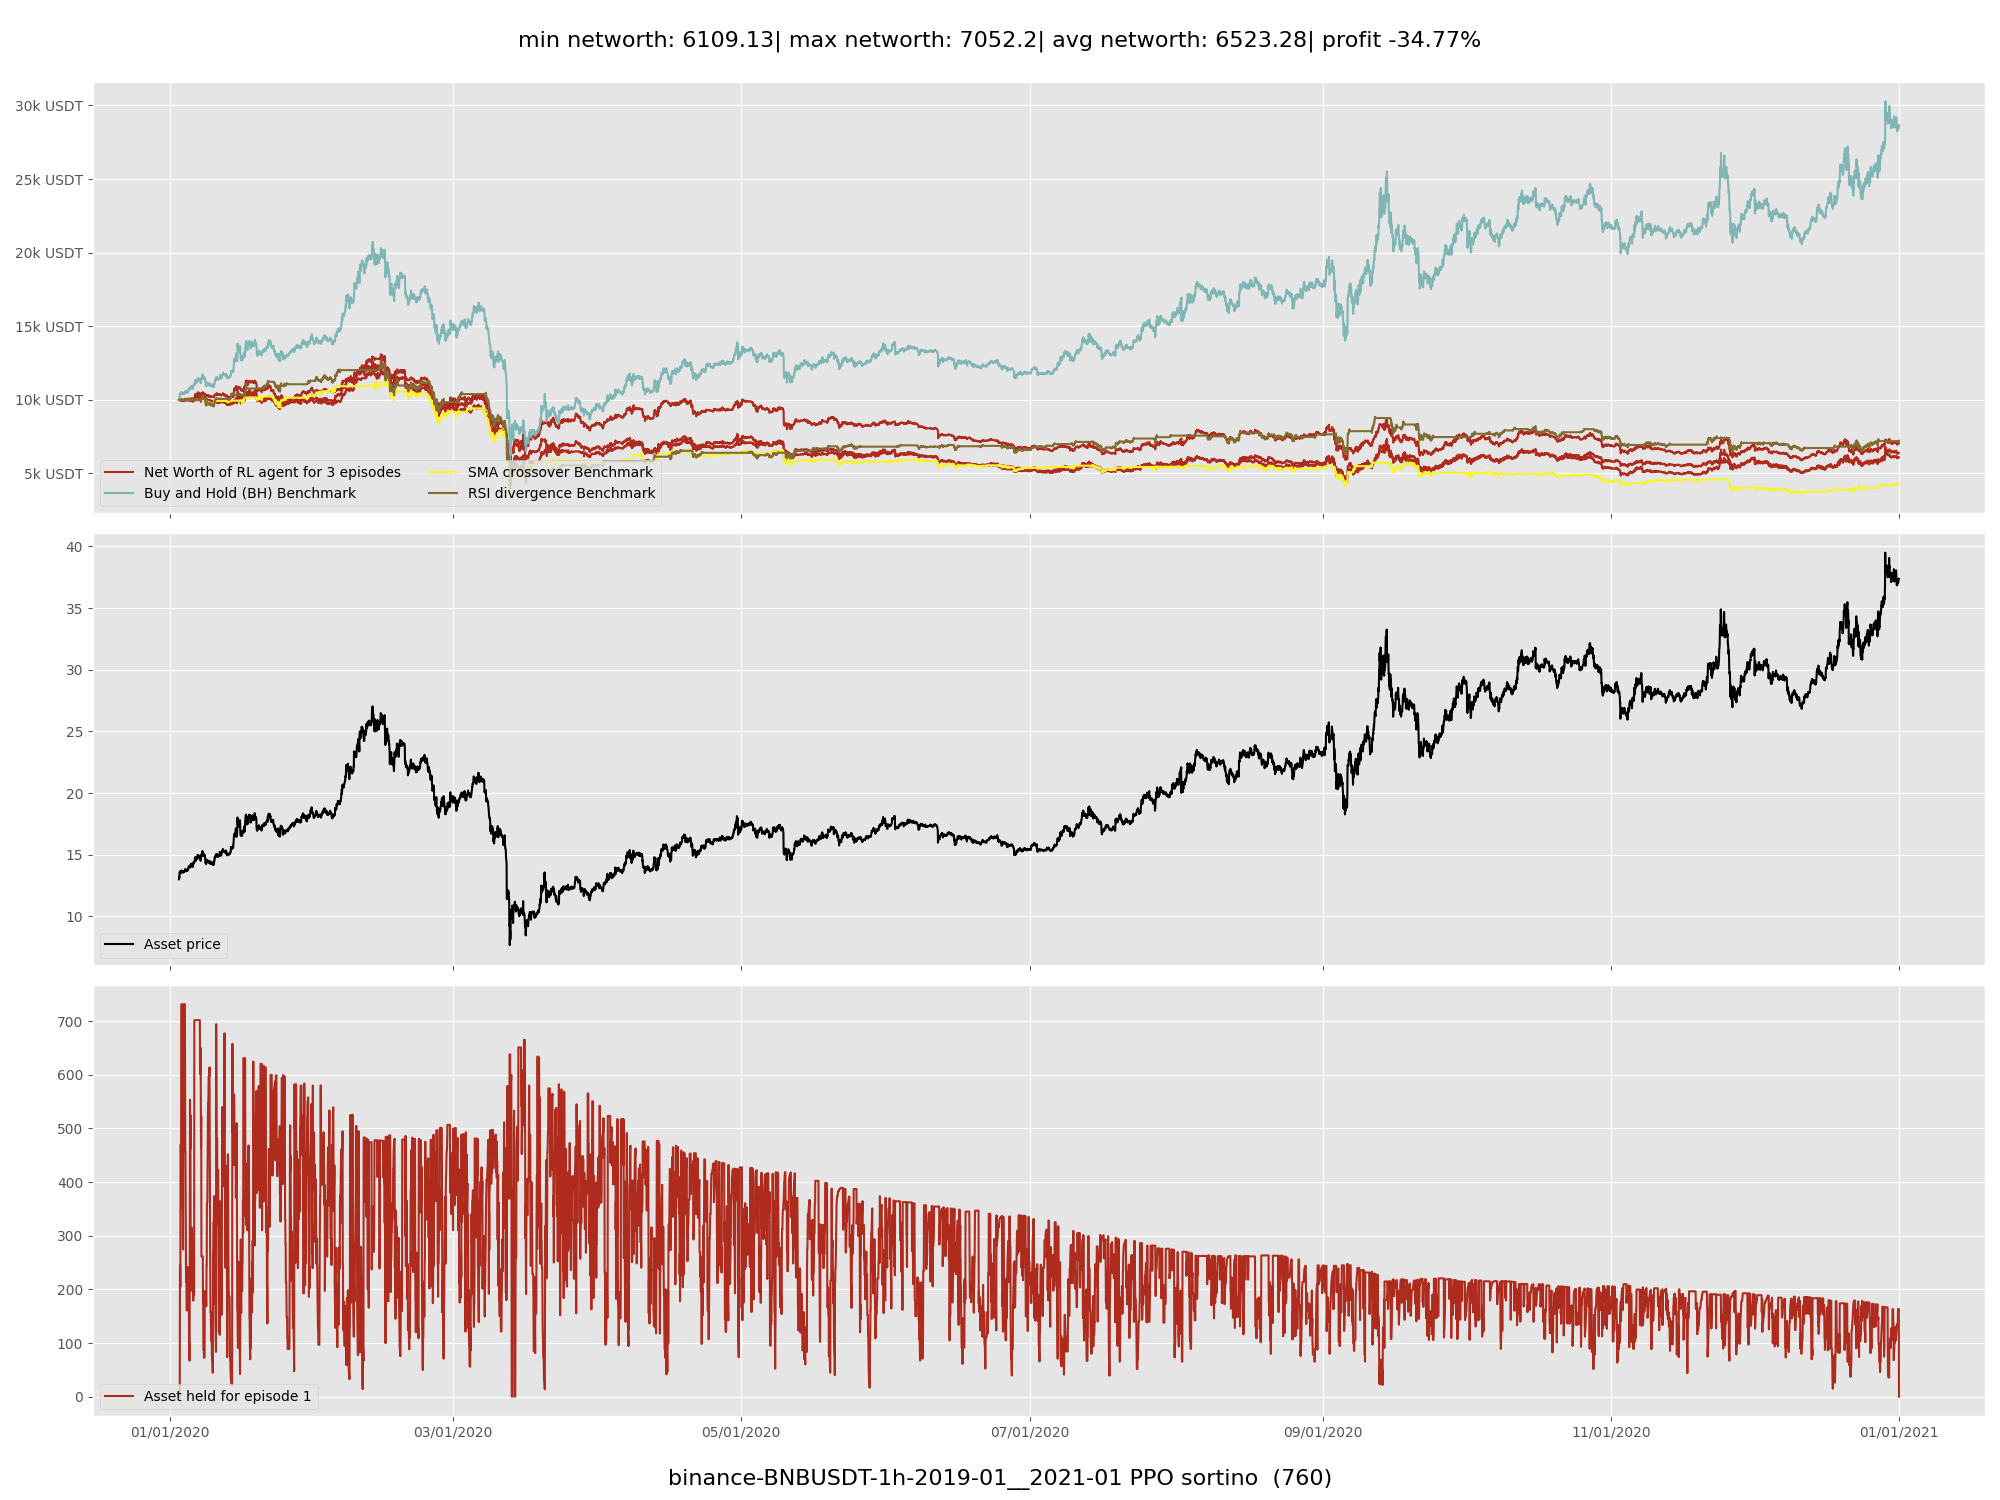 min networth: 6109.13| max networth: 7052.2| avg networth: 6523.28| profit -34.77%
30k USDT
25k USDT
20k USDT
15k USDT
10k USDT
5k USDT
Net Worth of RL agent for 3 episodes
Buy and Hold (BH) Benchmark
SMA crossover Benchmark
RSI divergence Benchmark
40
35
30
25
20
15
10
Asset price
700
600
500
400
300
200
100
0
Asset held for episode 1
01/01/2020 03/01/2020 05/01/2020 07/01/2020 09/01/2020 11/01/2020 01/01/2021
binance-BNBUSDT-1h-2019-01__2021-01 PPO sortino (760)